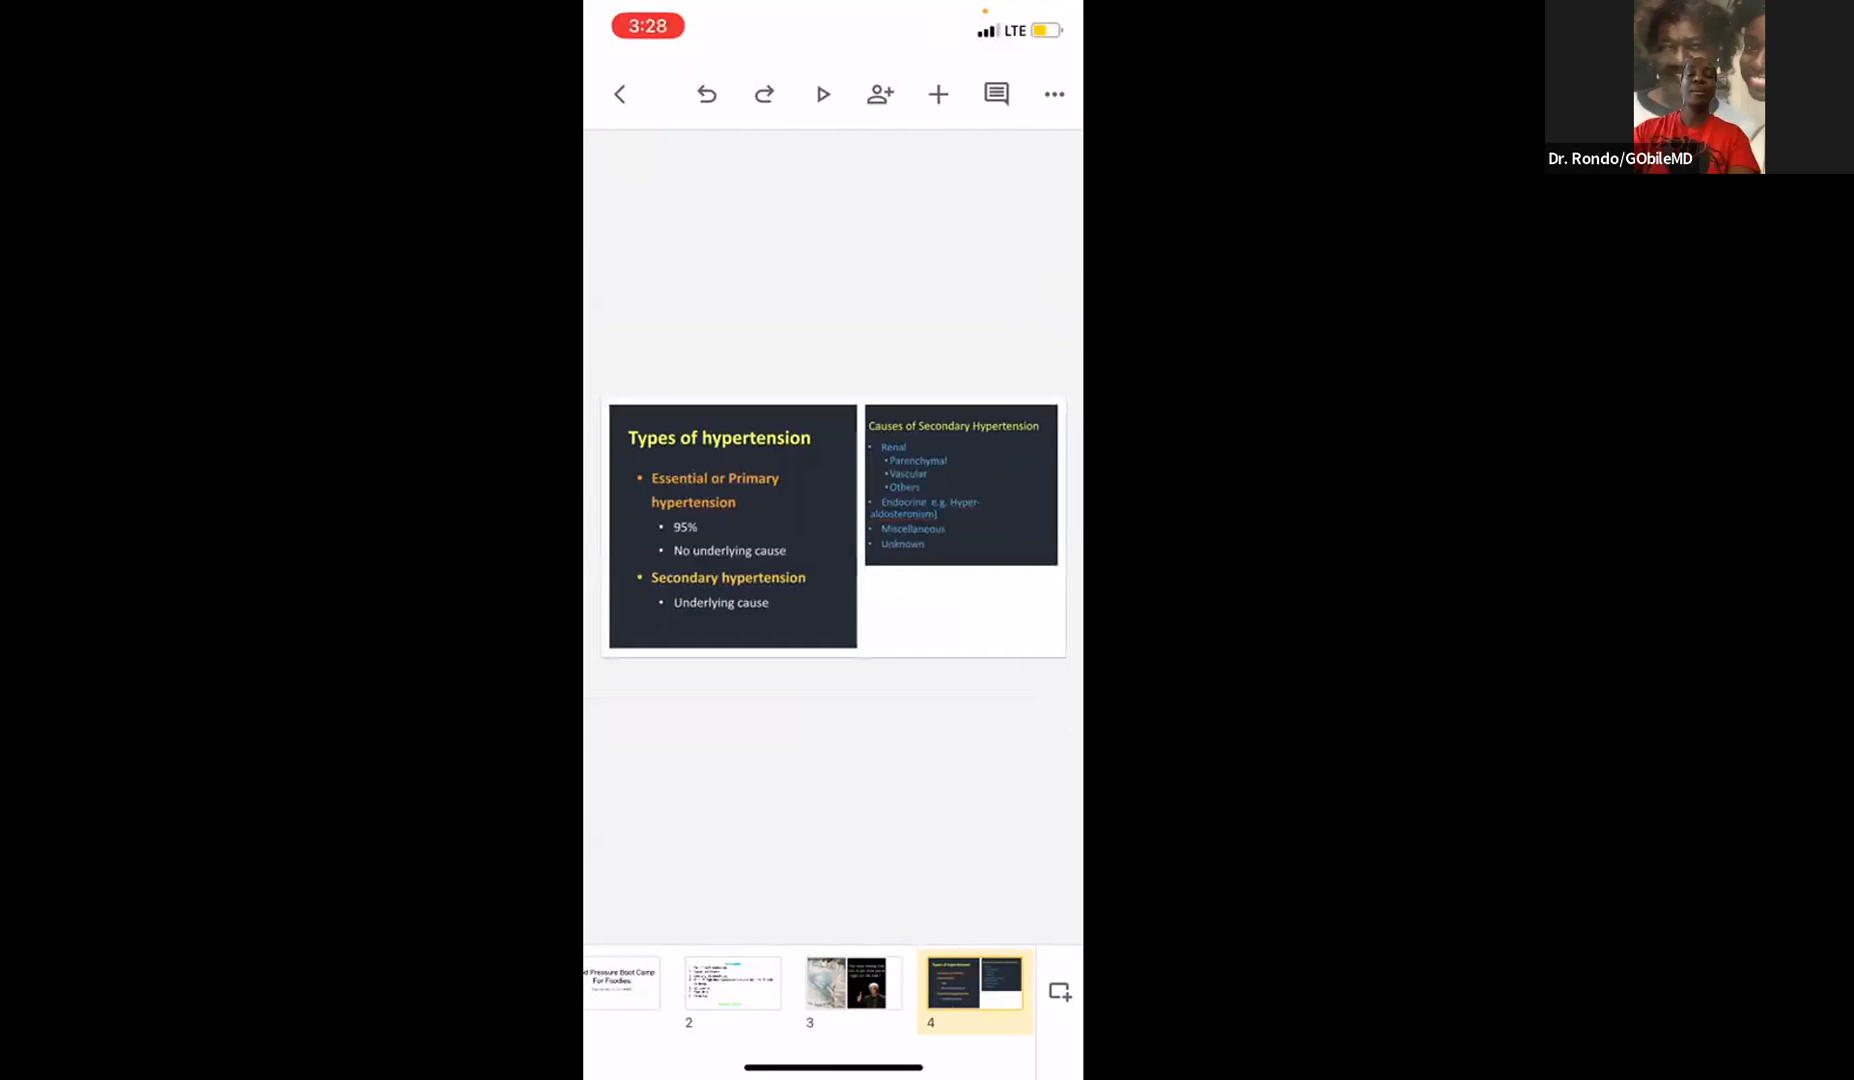 3:28
LTE
Dr. Rondo/GObileMD
Types of hypertension
• Essential or Primary
hypertension
• 95%
• No underlying cause
• Secondary hypertension
• Underlying cause
Causes of Secondary Hypertension
• Renal
• Parenchymal
• Vascular
• Others
• Endocrine e.g. Hyper-
aldosteronism]
• Miscellaneous
• Unknown
d Pressure Boot Camp
For Foodies:
2
3
4